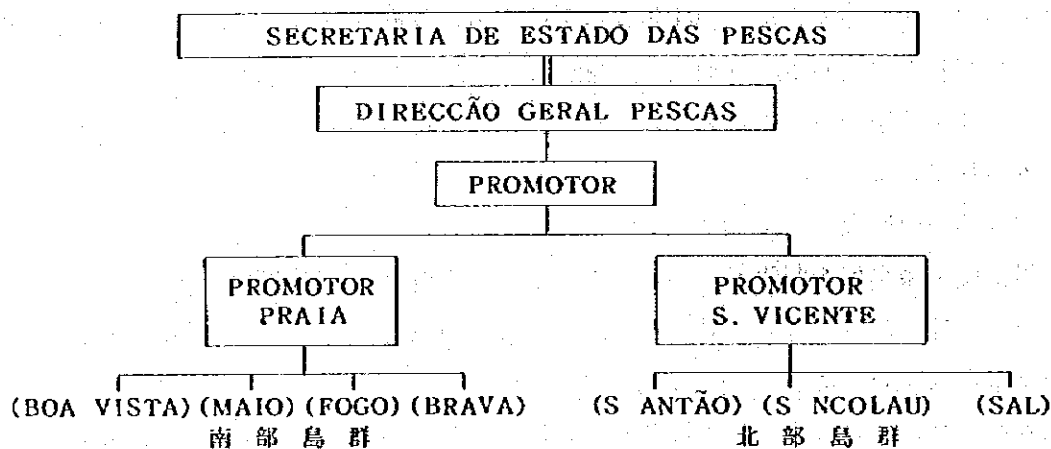 SECRETARIA DE ESTADO DAS PESCAS
DIRECCÃO GERAL PESCAS
PROMOTOR
PROMOTOR
PRAIA
PROMOTOR
S. VICENTE
(BOA VISTA) (MAIO) (FOGO) (BRAVA)
(S ANTÃO) (S NCOLAU) (SAL)
南部島群
北部島群